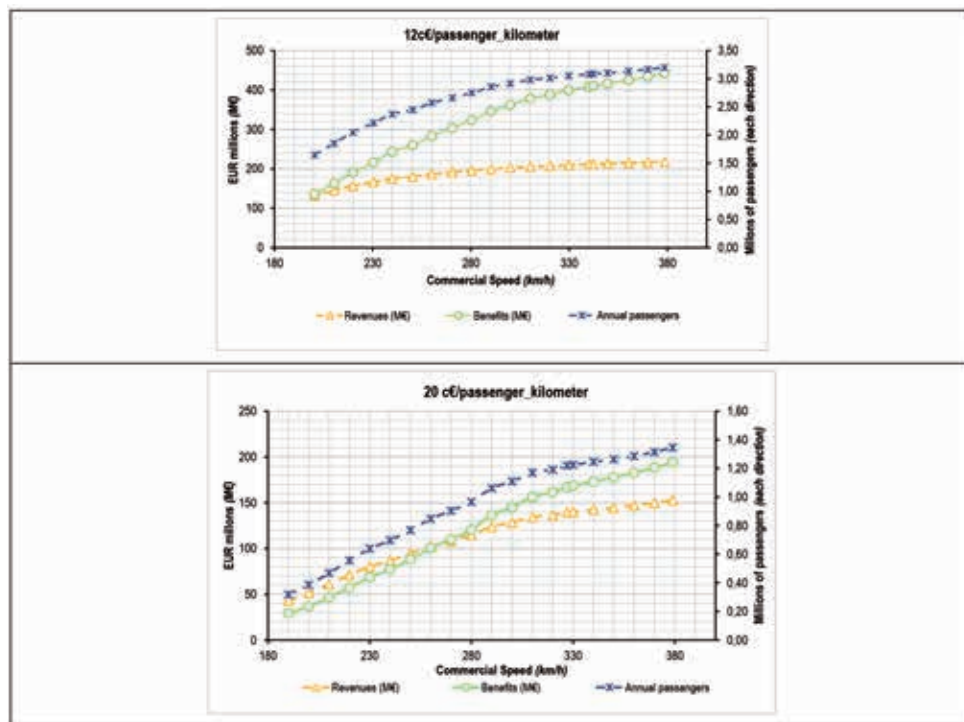 12c€/passenger_kilometer
500
400
300
200
100
0
EUR millions (M€)
3,50
3,00
2,50
2,00
1,50
1,00
0,50
0,00
Millions of passengers (each direction)
180 230 280 330 380
Commercial Speed (km/h)
Revenues (M€) Benefits (M€) Annual passengers
20 c€/passenger_kilometer
250
200
150
100
50
0
EUR millions (M€)
1,60
1,40
1,20
1,00
0,80
0,60
0,40
0,20
0,00
Millions of passengers (each direction)
180 230 280 330 380
Commercial Speed (km/h)
Revenues (M€) Benefits (M€) Annual passengers